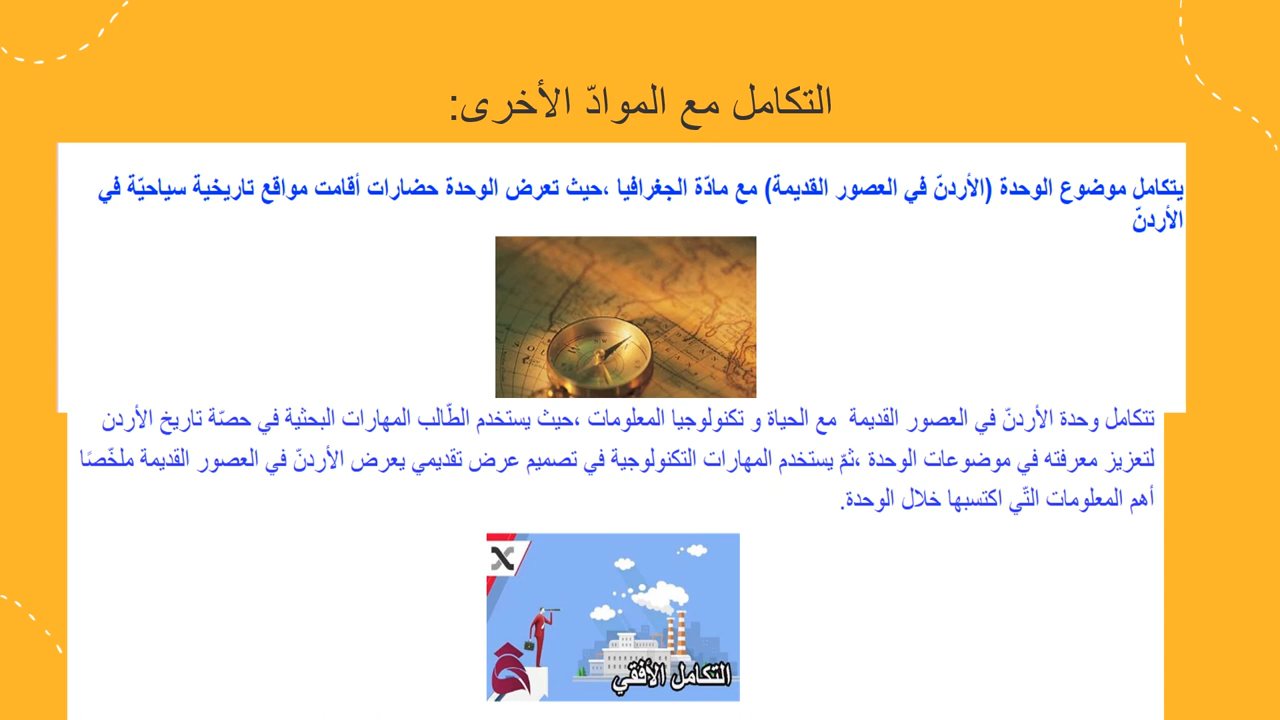 التكامل مع الموادّ الأخرى:
يتكامل موضوع الوحدة (الأردنّ في العصور القديمة) مع مادّة الجغرافيا ،حيث تعرض الوحدة حضارات أقامت مواقع تاريخية سياحيّة في
الأردنّ
تتكامل وحدة الأردنّ في العصور القديمة مع الحياة و تكنولوجيا المعلومات ،حيث يستخدم الطّالب المهارات البحثية في حصّة تاريخ الأردن
لتعزيز معرفته في موضوعات الوحدة ،ثمّ يستخدم المهارات التكنولوجية في تصميم عرض تقديمي يعرض الأردنّ في العصور القديمة ملخّصًا
أهم المعلومات التّي اكتسبها خلال الوحدة.
التكامل الأفقي